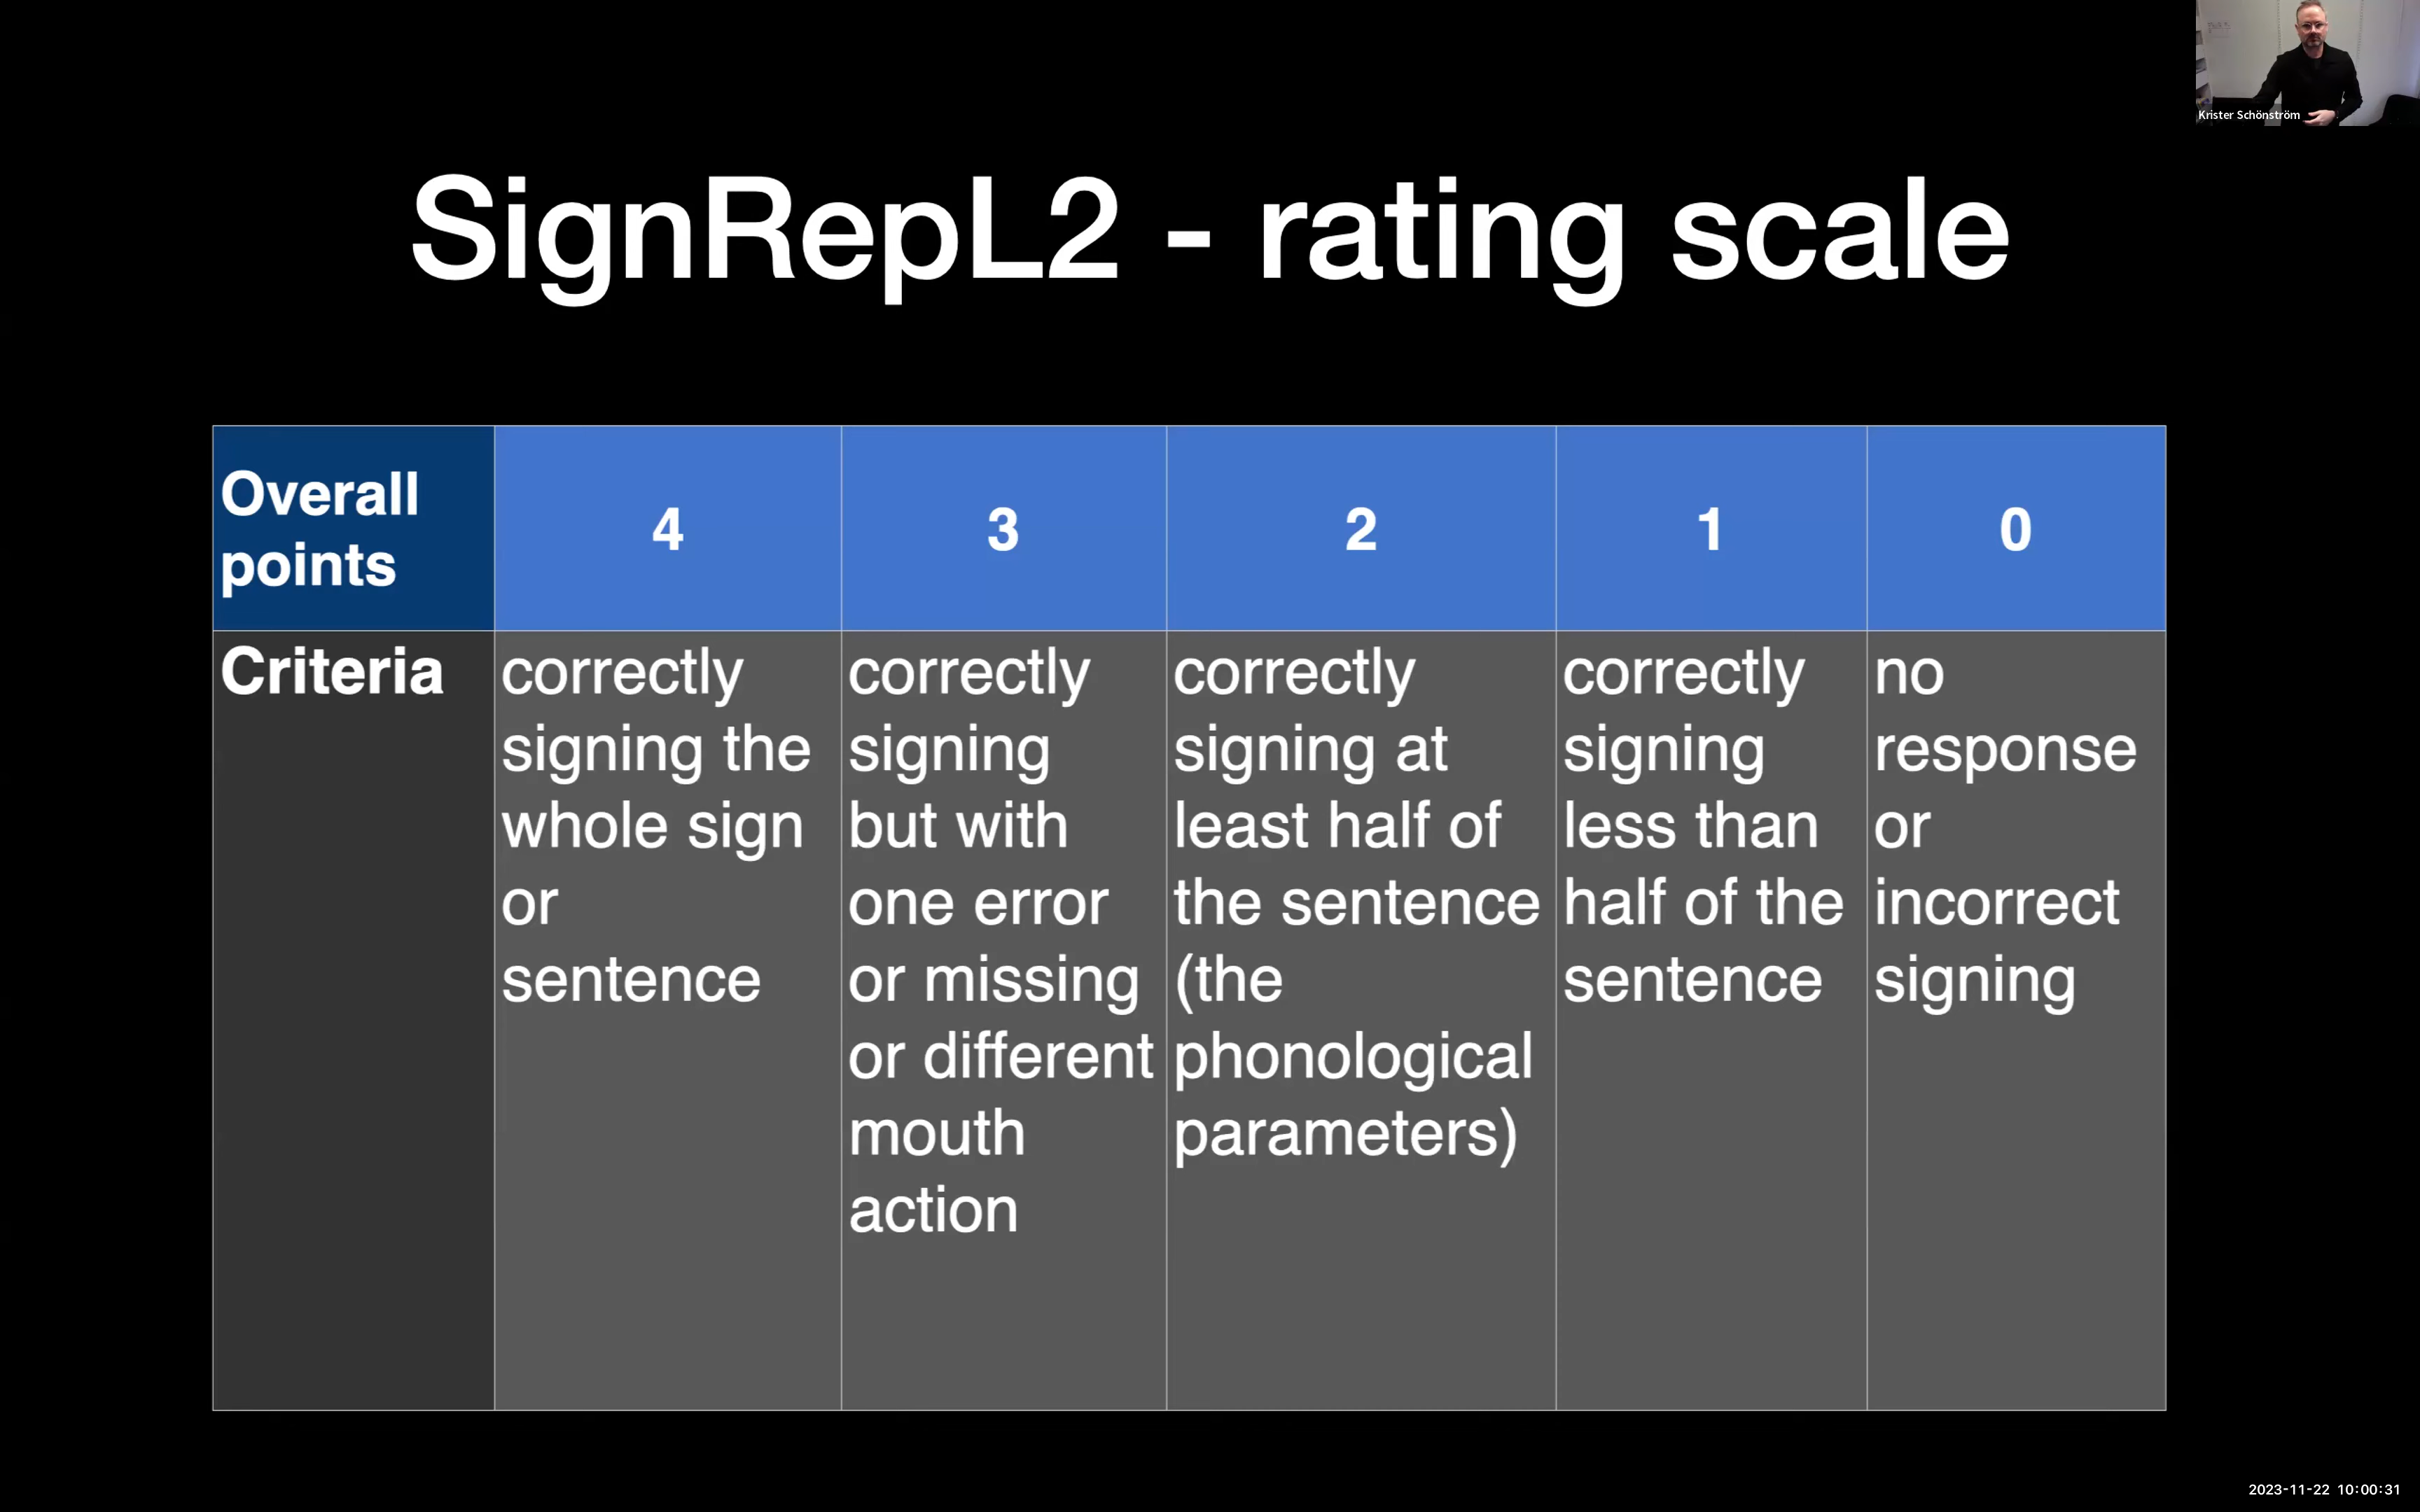 Krister Schönström
SignRepL2 - rating scale
Overall
points
4
3
2
1
0
Criteria
correctly
signing the
whole sign
or
sentence
correctly
signing
but with
one error
or missing
or different
mouth
action
correctly
signing at
least half of
the sentence
(the
phonological
parameters)
correctly
signing
less than
half of the
sentence
no
response
or
incorrect
signing
2023-11-22 10:00:31